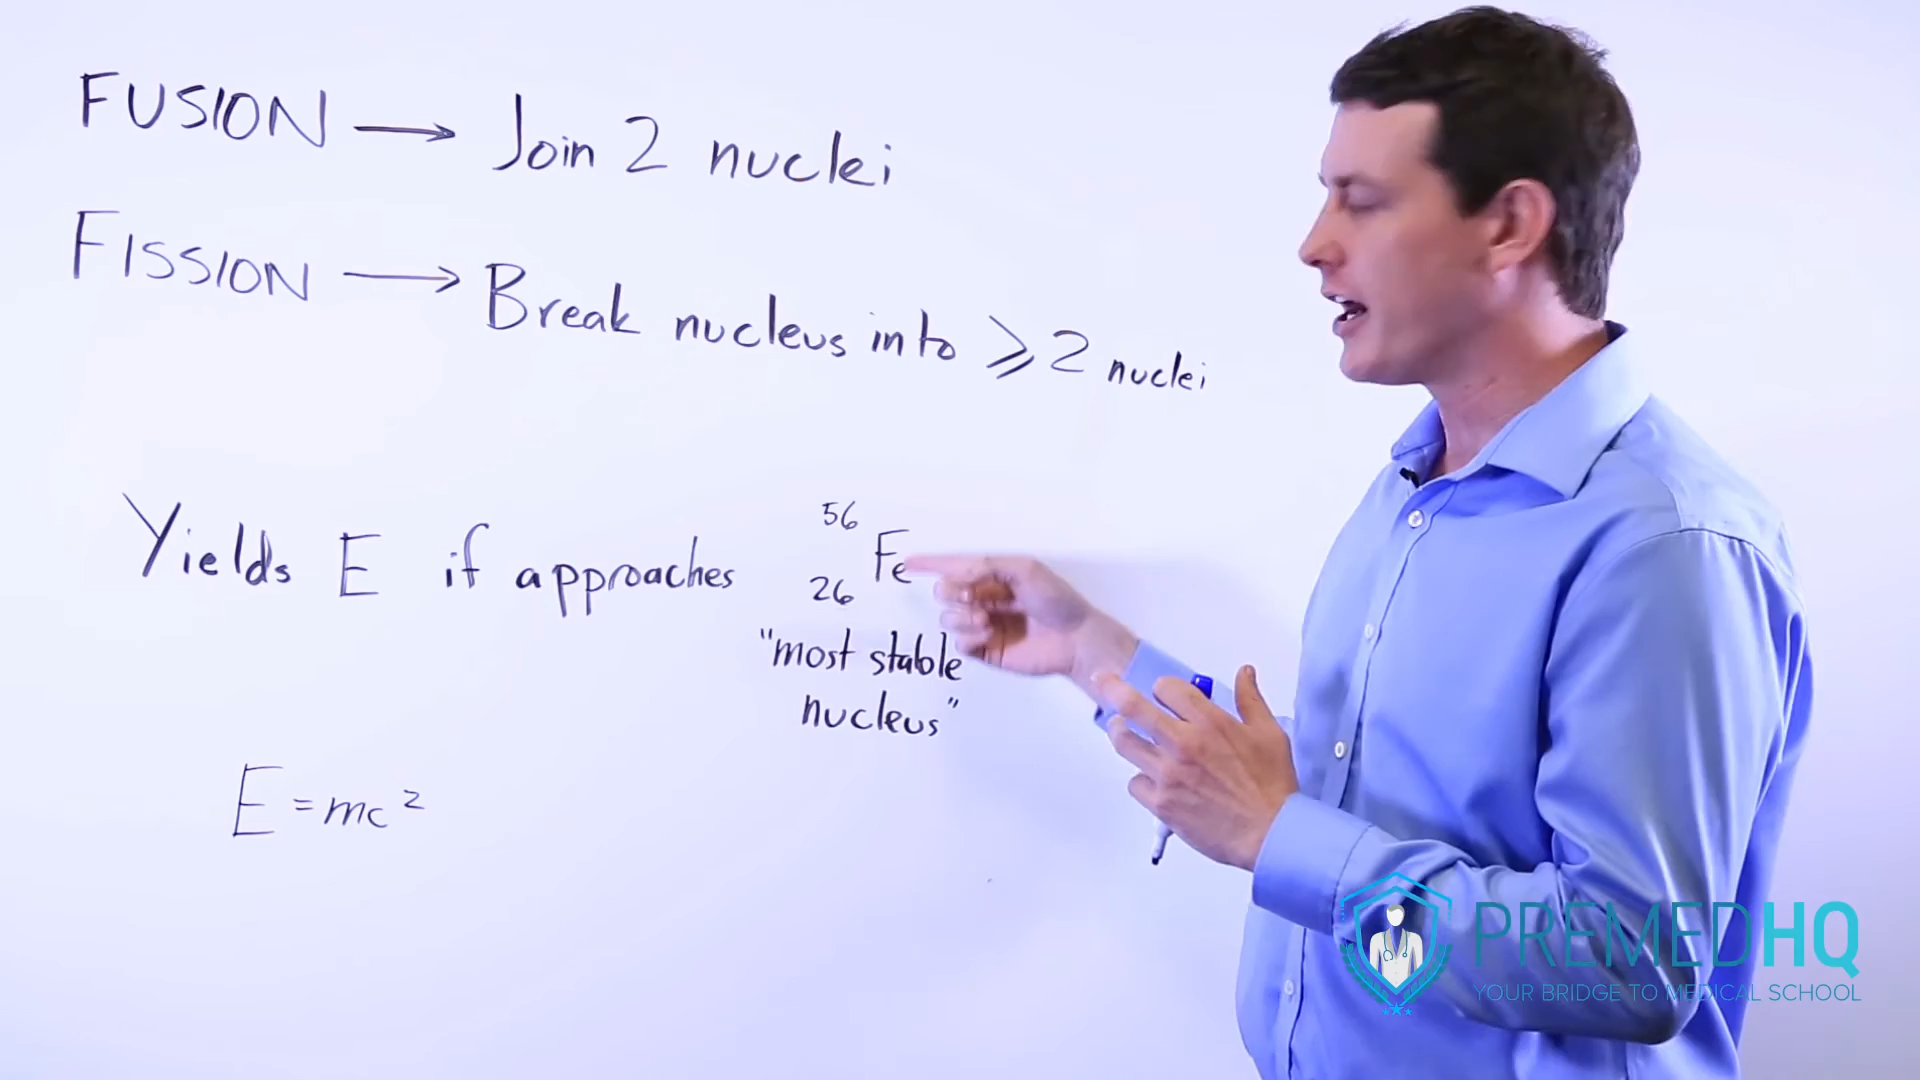 FUSION → Join 2 nuclei
FISSION → Break nucleus into ⩾ 2 nuclei
Yields E if approaches 56 26 Fe
"most stable
nucleus"
E = mc²
PREMEDHQ
YOUR BRIDGE TO MEDICAL SCHOOL